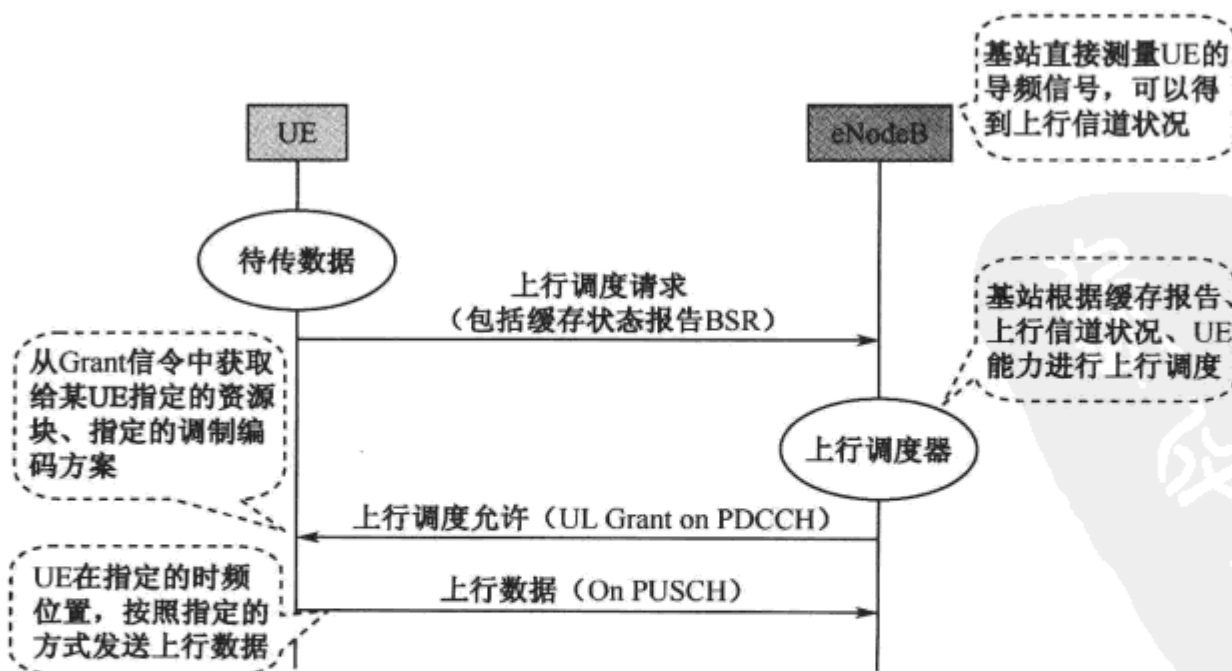 基站直接测量UE的
导频信号，可以得
到上行信道状况
UE
eNodeB
待传数据
上行调度请求
（包括缓存状态报告BSR）
基站根据缓存报告、
上行信道状况、UE
能力进行上行调度
从Grant信令中获取
给某UE指定的资源
块、指定的调制编
码方案
上行调度器
上行调度允许（UL Grant on PDCCH）
UE在指定的时频
位置，按照指定的
方式发送上行数据
上行数据（On PUSCH）